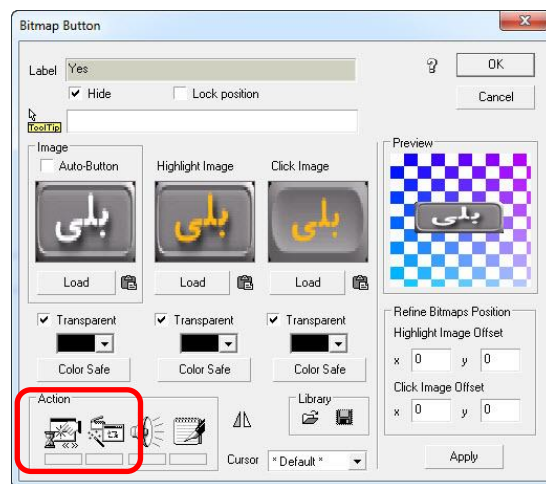 Bitmap Button
Label Yes
OK
Hide
Lock position
Cancel
ToolTip
Image
Auto-Button
Highlight Image
Click Image
Preview
بلی
بلی
بلی
بلی
Load
Load
Load
Transparent
Transparent
Transparent
Color Safe
Color Safe
Color Safe
Refine Bitmaps Position
Highlight Image Offset
x 0 y 0
Click Image Offset
x 0 y 0
Action
Library
Cursor * Default *
Apply